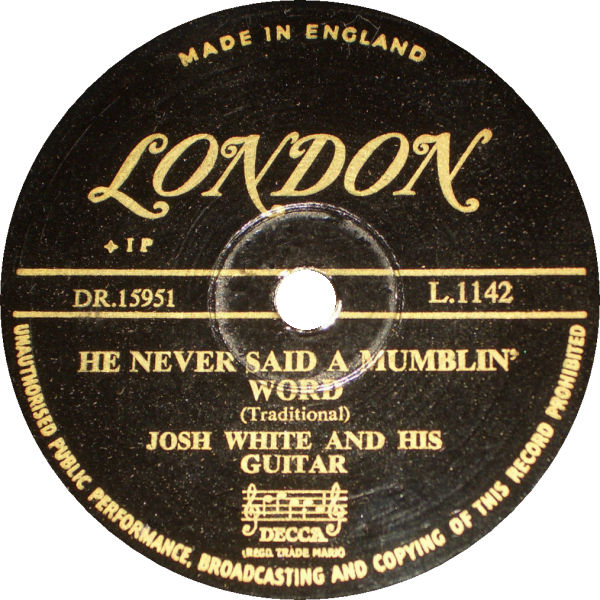 MADE IN ENGLAND
LONDON
✦ I P
DR.15951
L.1142
HE NEVER SAID A MUMBLIN'
WORD
(Traditional)
JOSH WHITE AND HIS
GUITAR
DECCA
(REGD. TRADE MARK)
UNAUTHORISED PUBLIC PERFORMANCE, BROADCASTING AND COPYING OF THIS RECORD PROHIBITED